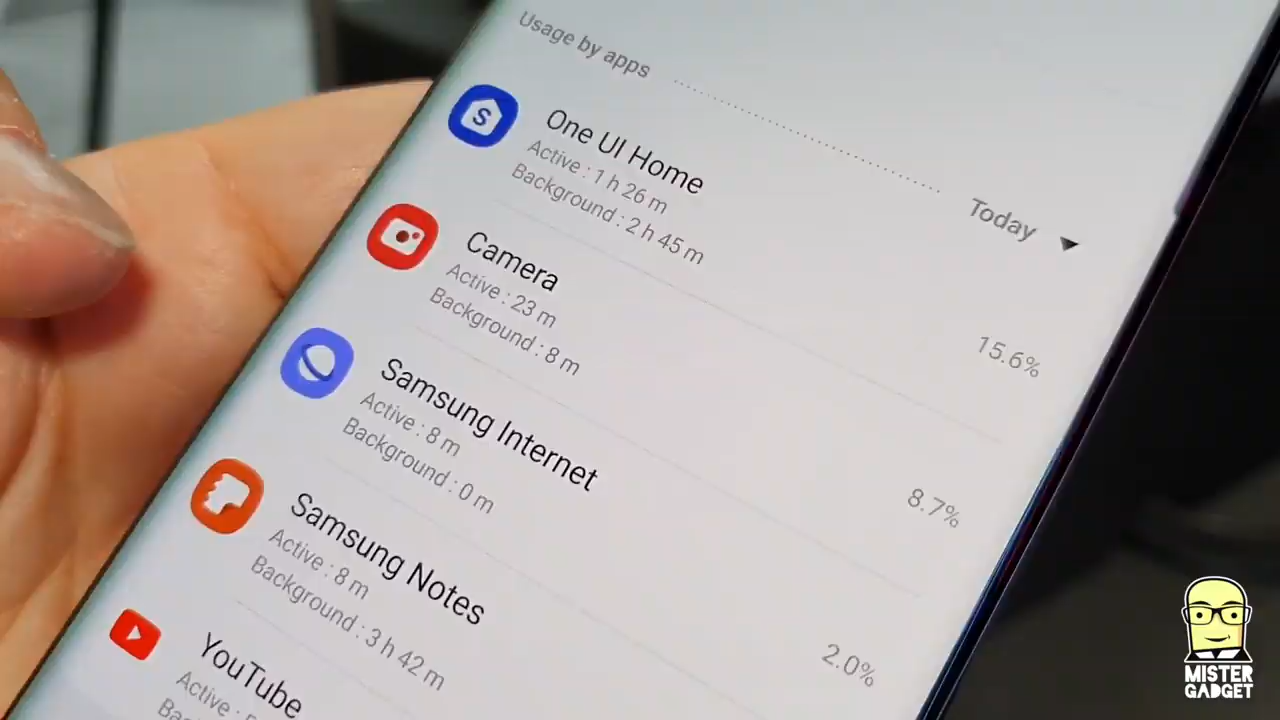 Usage by apps
Today
One UI Home
Active : 1 h 26 m
Background : 2 h 45 m
15.6%
Camera
Active : 23 m
Background : 8 m
8.7%
Samsung Internet
Active : 8 m
Background : 0 m
2.0%
Samsung Notes
Active : 8 m
Background : 3 h 42 m
YouTube
Active :
S
MISTER
GADGET